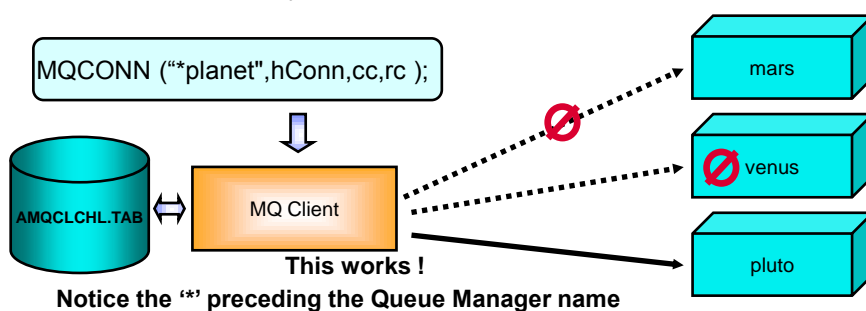 MQCONN (“*planet",hConn,cc,rc );
mars
venus
AMQCLCHL.TAB
MQ Client
pluto
This works !
Notice the ‘*’ preceding the Queue Manager name